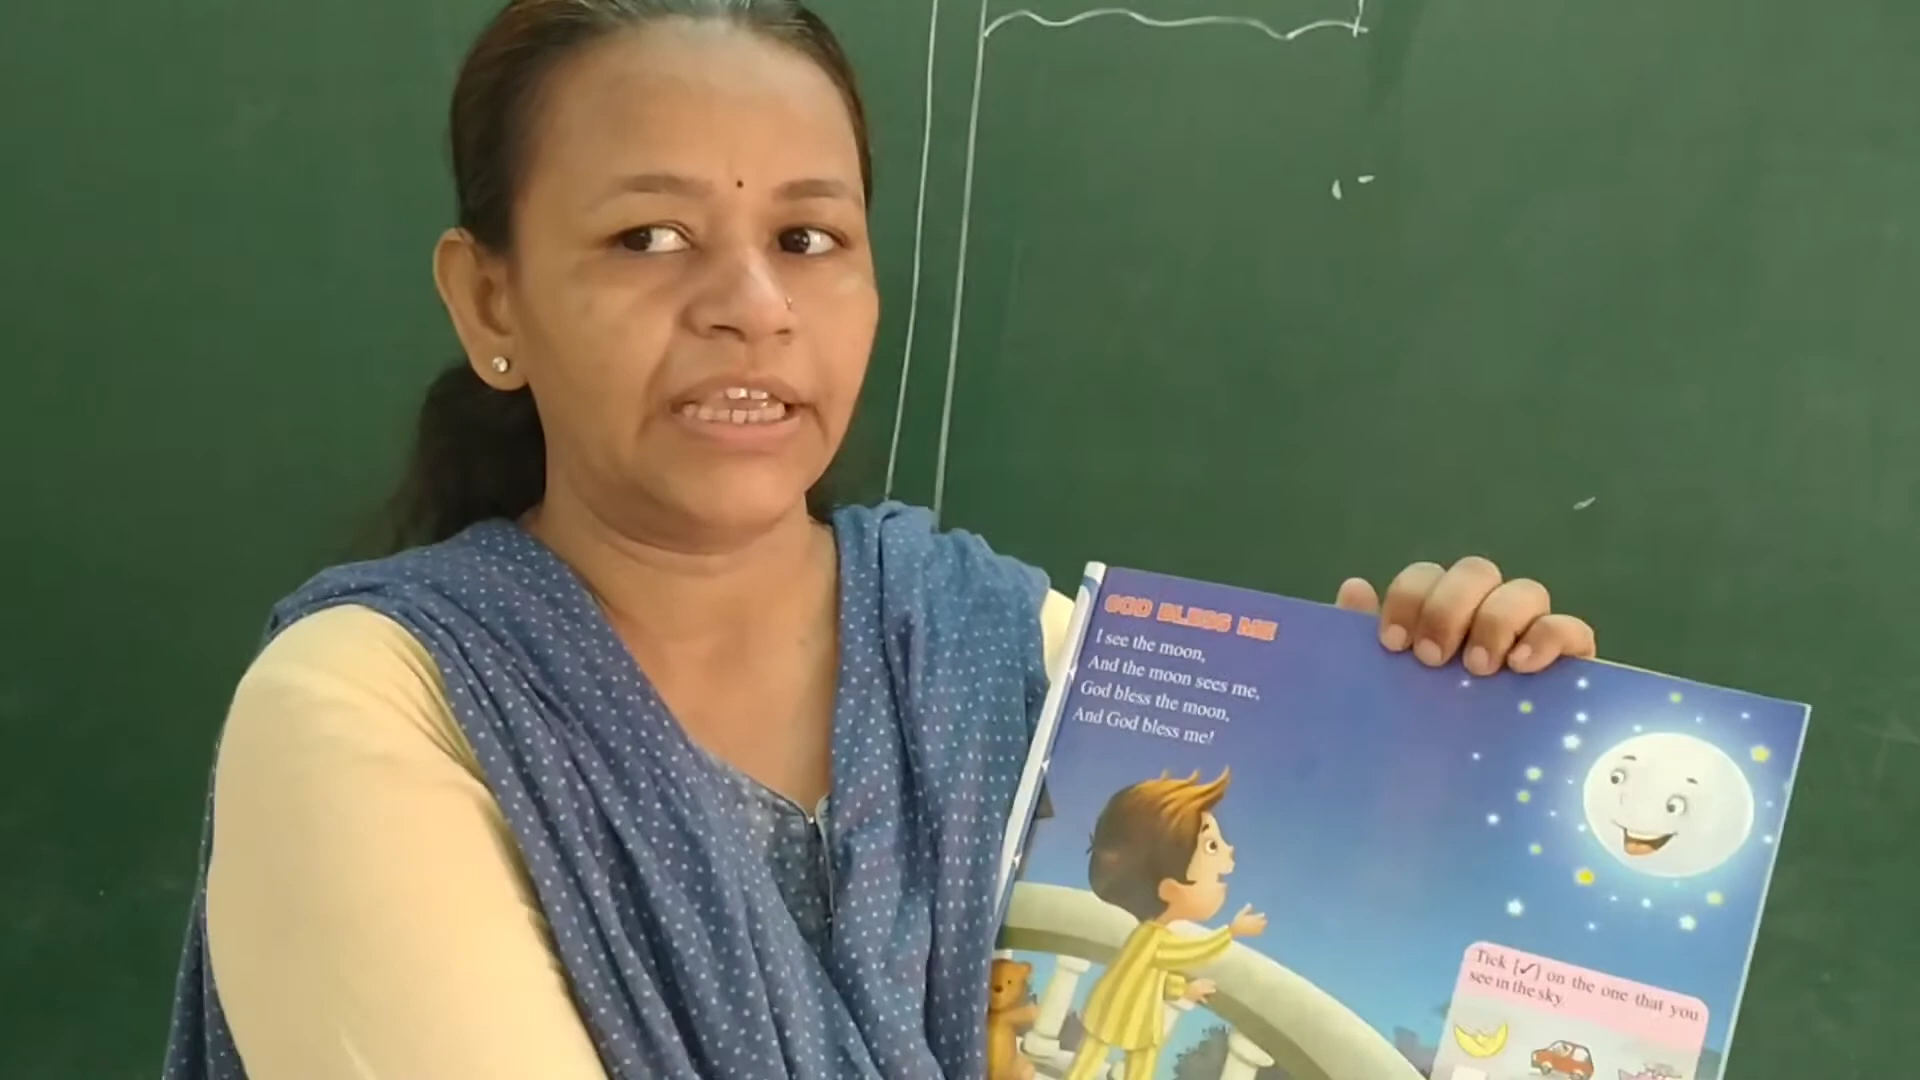 GOD BLESS ME
I see the moon,
And the moon sees me,
God bless the moon,
And God bless me!
Tick [✓] on the one that you
see in the sky.